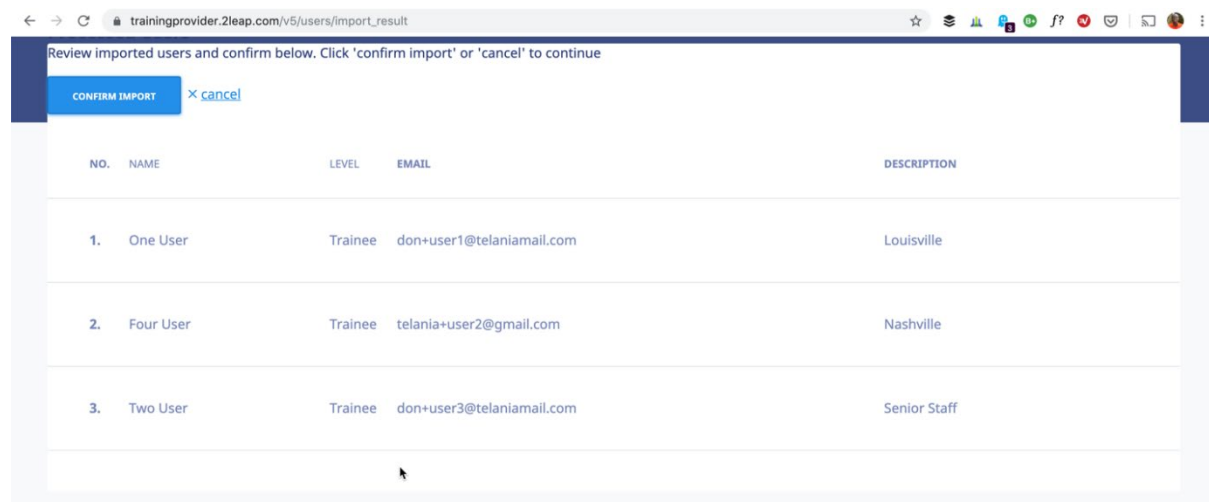 trainingprovider.2leap.com/v5/users/import_result
3
f?
Review imported users and confirm below. Click 'confirm import' or 'cancel' to continue
CONFIRM IMPORT × cancel
NO. NAME LEVEL EMAIL DESCRIPTION
1. One User Trainee don+user1@telaniamail.com Louisville
2. Four User Trainee telania+user2@gmail.com Nashville
3. Two User Trainee don+user3@telaniamail.com Senior Staff